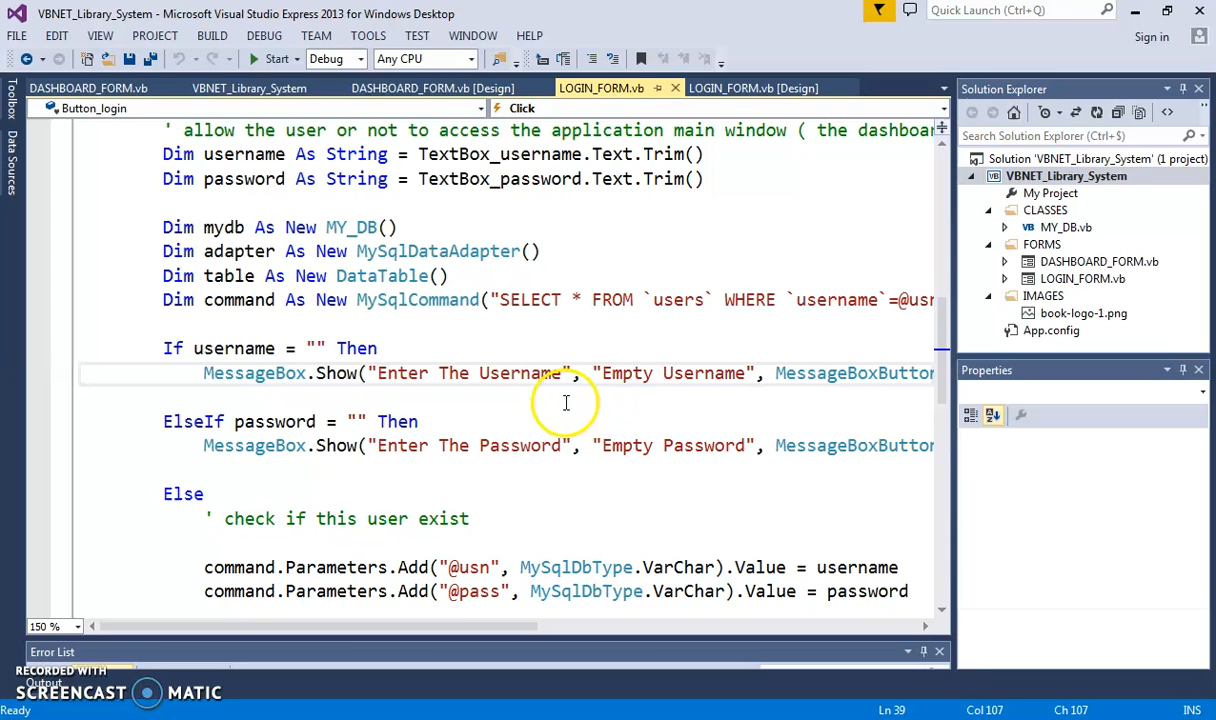 VBNET_Library_System - Microsoft Visual Studio Express 2013 for Windows Desktop
Quick Launch (Ctrl+Q)
FILE EDIT VIEW PROJECT BUILD DEBUG TEAM TOOLS TEST WINDOW HELP
Sign in
Start Debug Any CPU
Toolbox
Data Sources
DASHBOARD_FORM.vb VBNET_Library_System DASHBOARD_FORM.vb [Design] LOGIN_FORM.vb LOGIN_FORM.vb [Design]
Button_login Click
' allow the user or not to access the application main window ( the dashboar
Dim username As String = TextBox_username.Text.Trim()
Dim password As String = TextBox_password.Text.Trim()
Dim mydb As New MY_DB()
Dim adapter As New MySqlDataAdapter()
Dim table As New DataTable()
Dim command As New MySqlCommand("SELECT * FROM `users` WHERE `username`=@usn
If username = "" Then
MessageBox.Show("Enter The Username", "Empty Username", MessageBoxButton
ElseIf password = "" Then
MessageBox.Show("Enter The Password", "Empty Password", MessageBoxButton
Else
' check if this user exist
command.Parameters.Add("@usn", MySqlDbType.VarChar).Value = username
command.Parameters.Add("@pass", MySqlDbType.VarChar).Value = password
150 %
Solution Explorer
Search Solution Explorer (Ctrl+$)
Solution 'VBNET_Library_System' (1 project)
VBNET_Library_System
My Project
CLASSES
MY_DB.vb
FORMS
DASHBOARD_FORM.vb
LOGIN_FORM.vb
IMAGES
book-logo-1.png
App.config
Properties
Error List
Output
RECORDED WITH
SCREENCAST MATIC
Ready Ln 39 Col 107 Ch 107 INS